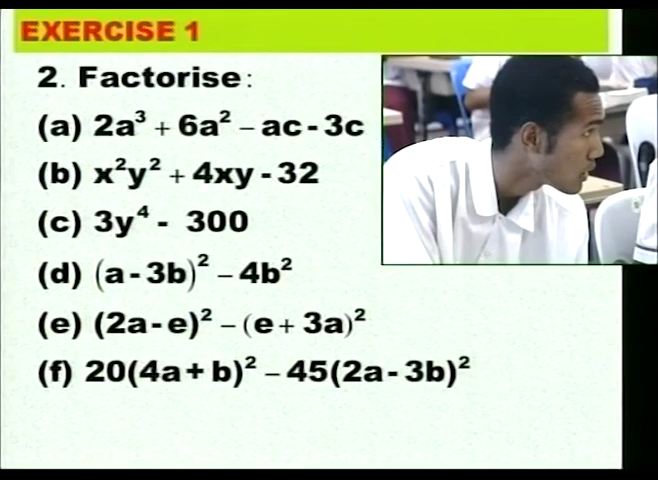 EXERCISE 1
2. Factorise:
(a) 2a³ + 6a² – ac - 3c
(b) x²y² + 4xy - 32
(c) 3y⁴ - 300
(d) (a - 3b)² – 4b²
(e) (2a - e)² – (e + 3a)²
(f) 20(4a + b)² – 45(2a - 3b)²